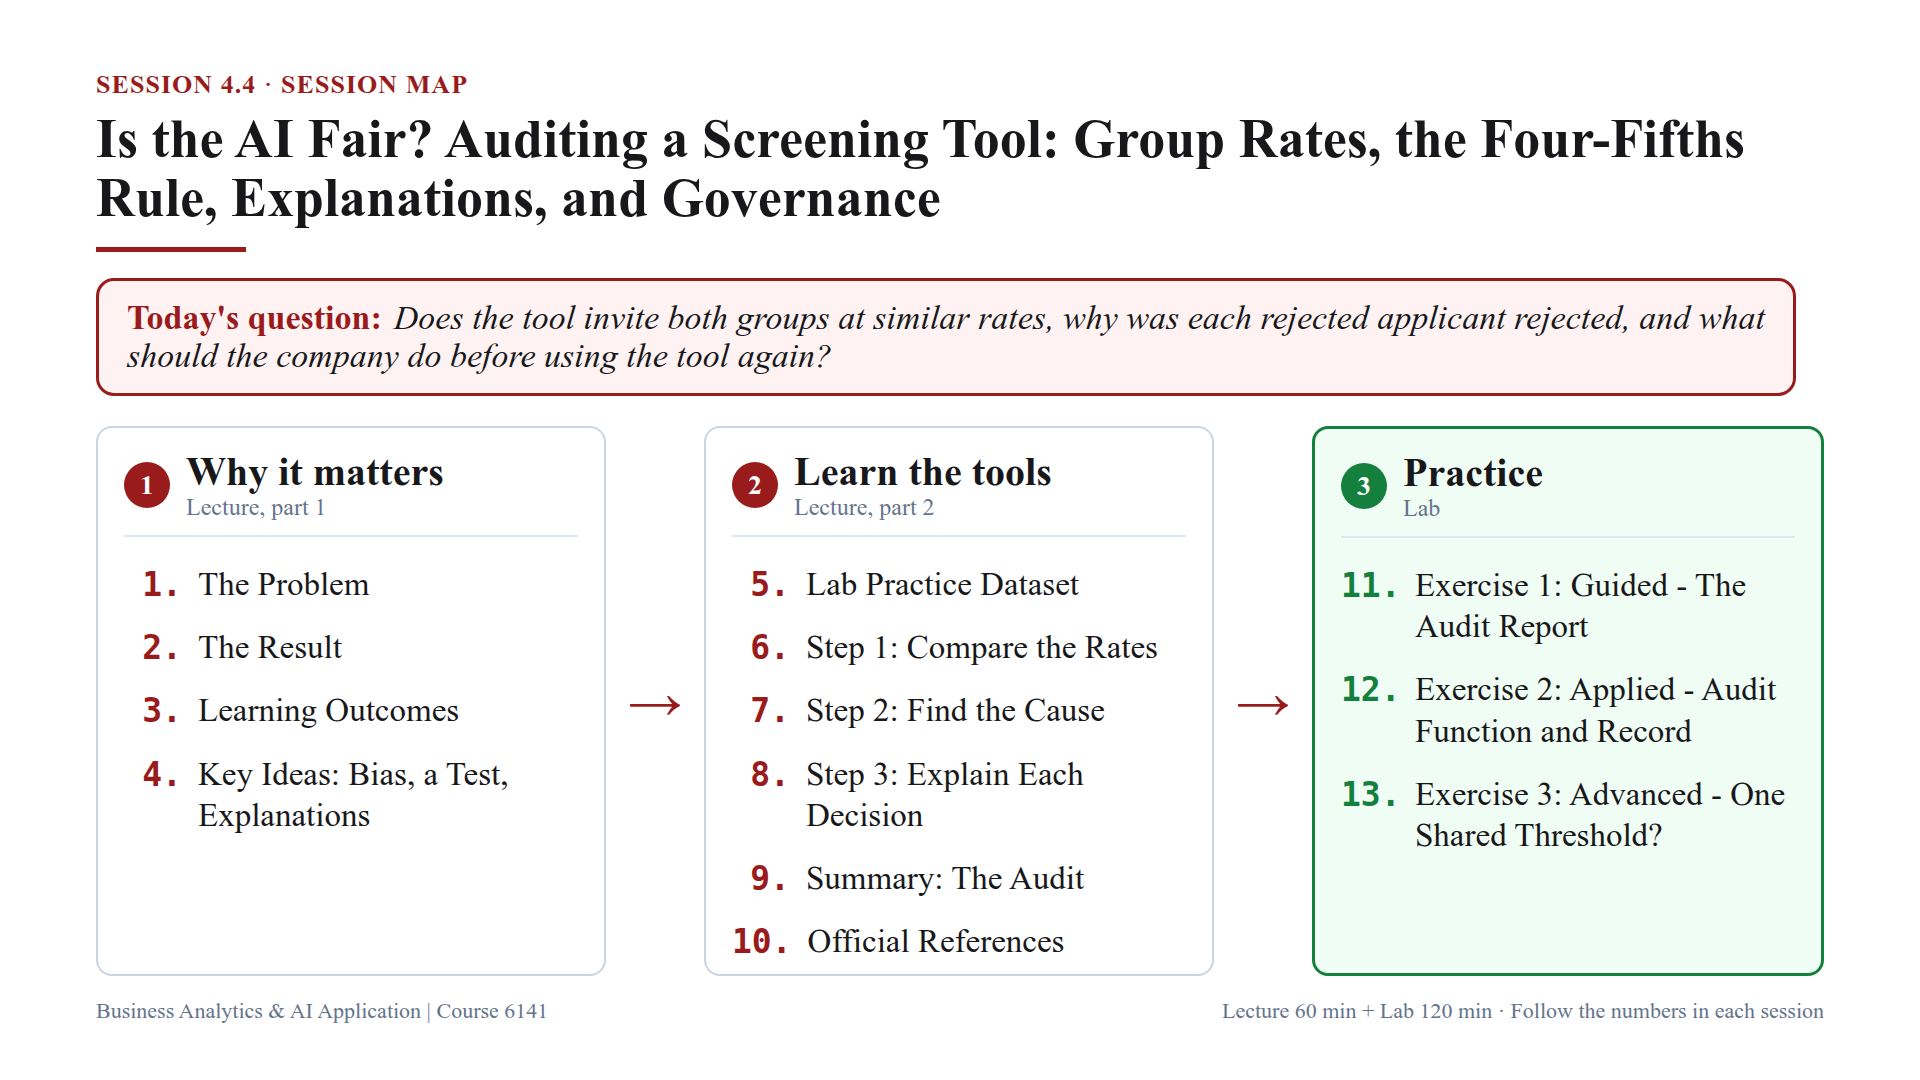 SESSION 4.4 · SESSION MAP
Is the AI Fair? Auditing a Screening Tool: Group Rates, the Four-Fifths
Rule, Explanations, and Governance
Today's question: Does the tool invite both groups at similar rates, why was each rejected applicant rejected, and what
should the company do before using the tool again?
1 Why it matters
Lecture, part 1
1. The Problem
2. The Result
3. Learning Outcomes
4. Key Ideas: Bias, a Test,
Explanations
→
2 Learn the tools
Lecture, part 2
5. Lab Practice Dataset
6. Step 1: Compare the Rates
7. Step 2: Find the Cause
8. Step 3: Explain Each
Decision
9. Summary: The Audit
10. Official References
→
3 Practice
Lab
11. Exercise 1: Guided - The
Audit Report
12. Exercise 2: Applied - Audit
Function and Record
13. Exercise 3: Advanced - One
Shared Threshold?
Business Analytics & AI Application | Course 6141
Lecture 60 min + Lab 120 min · Follow the numbers in each session